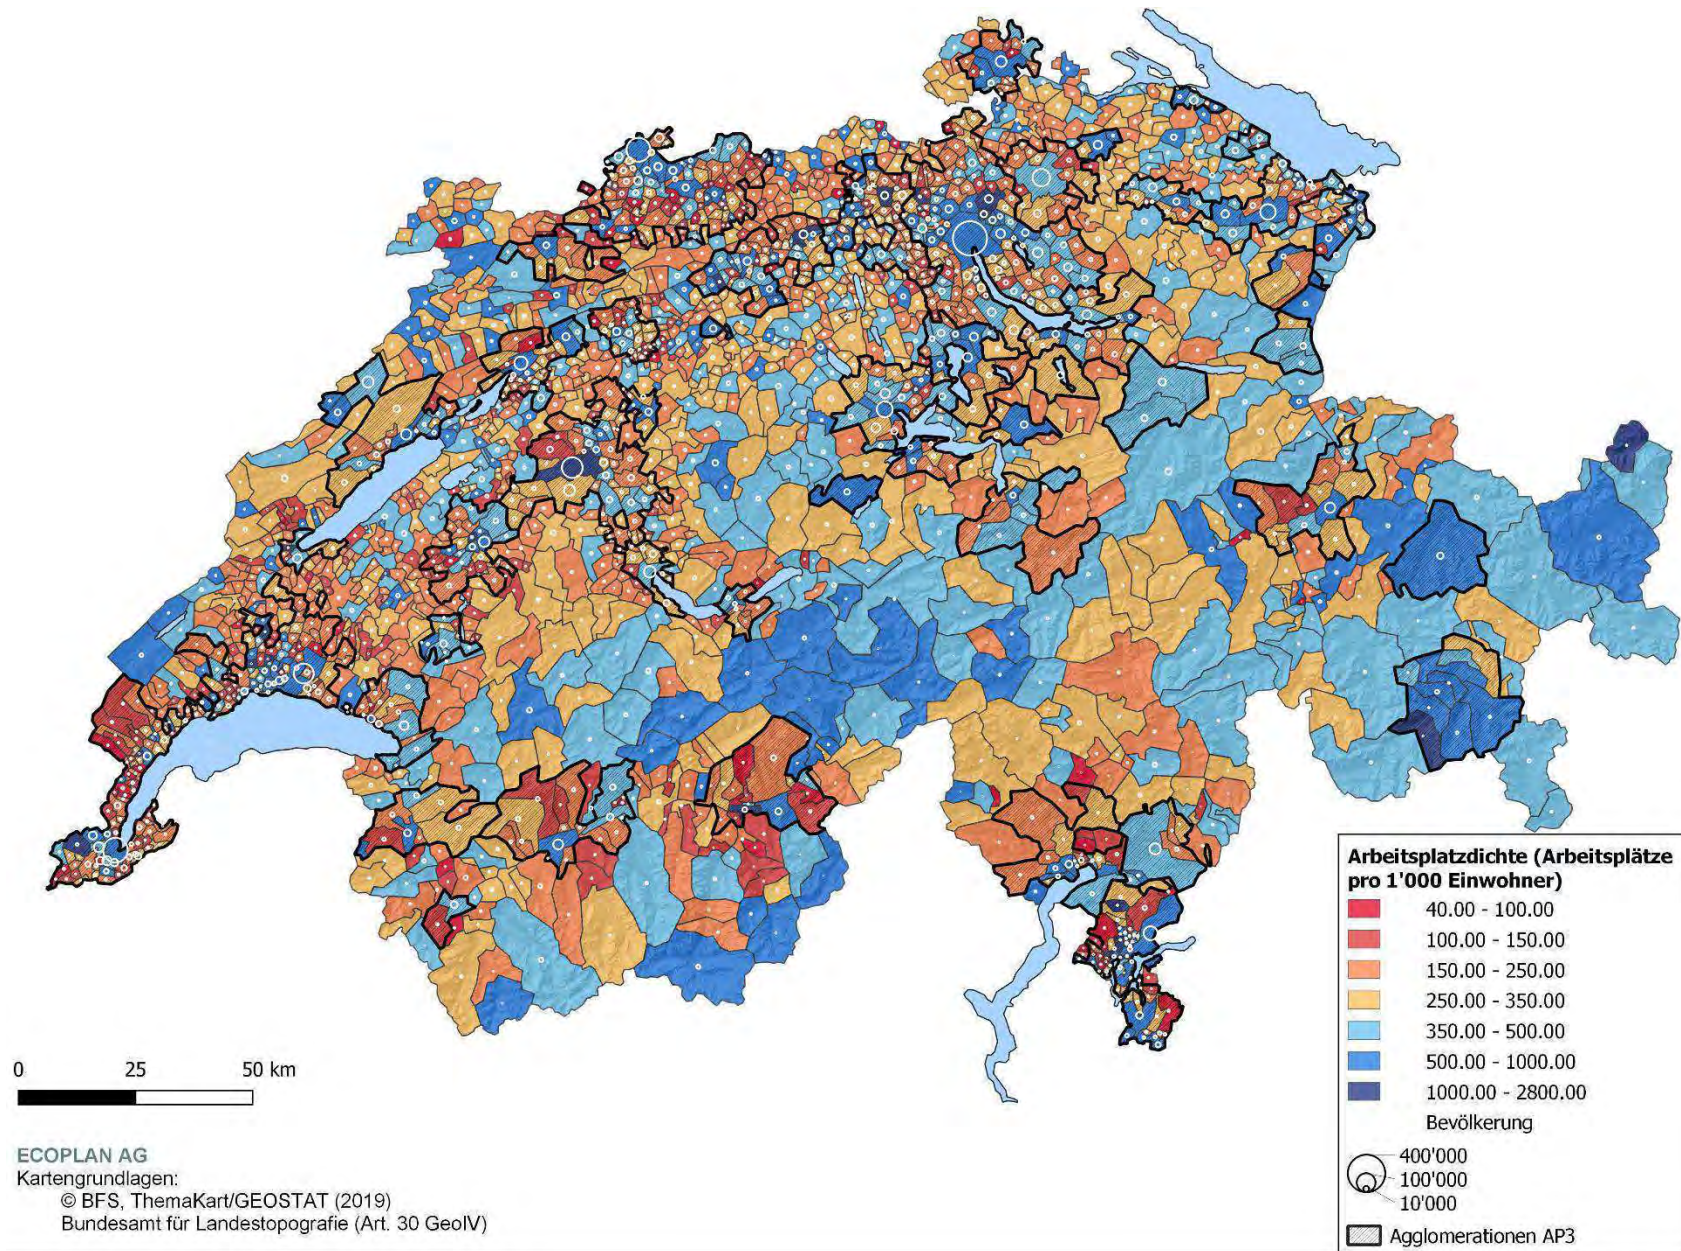 Arbeitsplatzdichte (Arbeitsplätze
pro 1'000 Einwohner)
40.00 - 100.00
100.00 - 150.00
150.00 - 250.00
250.00 - 350.00
350.00 - 500.00
500.00 - 1000.00
1000.00 - 2800.00
Bevölkerung
400'000
100'000
10'000
Agglomerationen AP3
0 25 50 km
ECOPLAN AG
Kartengrundlagen:
© BFS, ThemaKart/GEOSTAT (2019)
Bundesamt für Landestopografie (Art. 30 GeoIV)